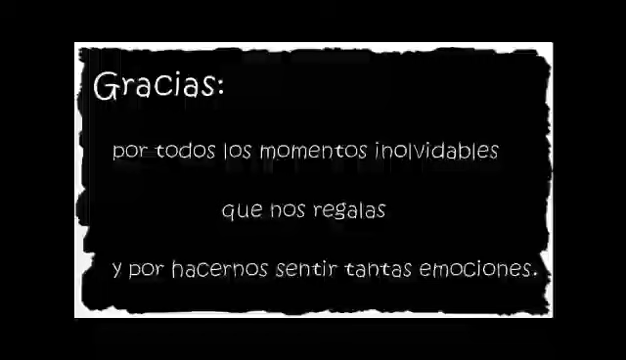 Gracias:
por todos los momentos inolvidables
que nos regalas
y por hacernos sentir tantas emociones.